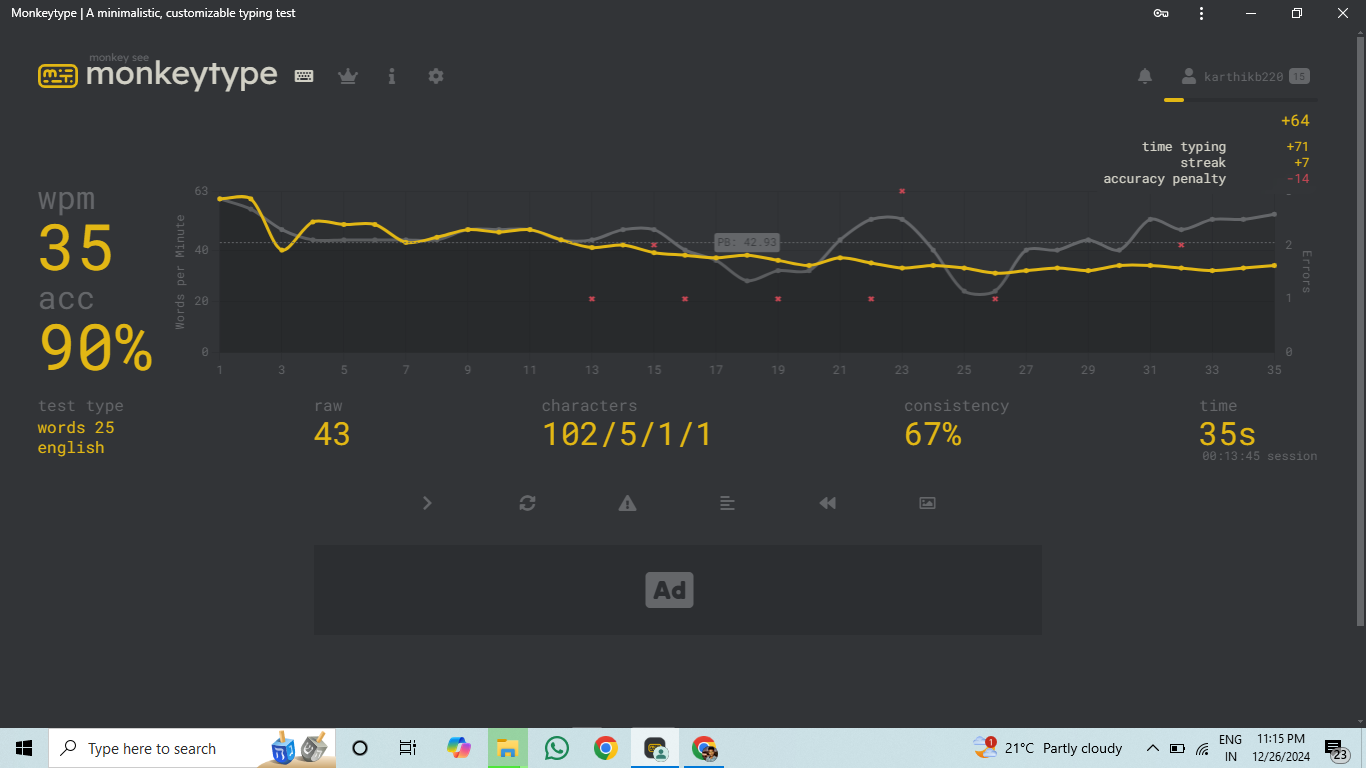 Monkeytype | A minimalistic, customizable typing test
monkey see
monkeytype
karthikb220 15
+64
time typing +71
streak +7
accuracy penalty -14
wpm
35
acc
90%
Words per Minute
63
40
20
0
PB: 42.93
Errors
2
1
0
1 3 5 7 9 11 13 15 17 19 21 23 25 27 29 31 33 35
test type
words 25
english
raw
43
characters
102/5/1/1
consistency
67%
time
35s
00:13:45 session
Ad
Type here to search
1
21°C Partly cloudy
ENG
IN
11:15 PM
12/26/2024
23